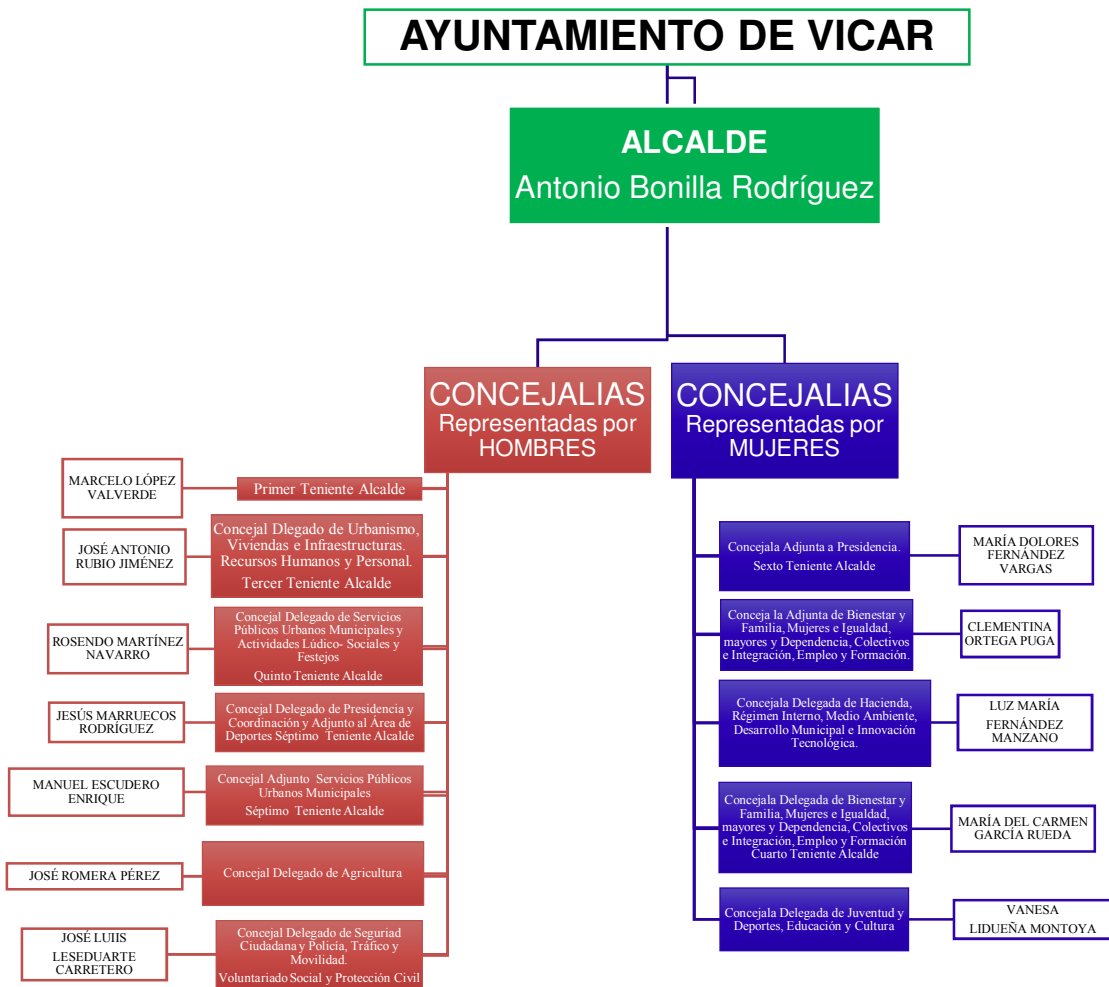 AYUNTAMIENTO DE VICAR
ALCALDE
Antonio Bonilla Rodríguez
CONCEJALIAS
Representadas por
HOMBRES
MARCELO LÓPEZ
VALVERDE
Primer Teniente Alcalde
JOSÉ ANTONIO
RUBIO JIMÉNEZ
Concejal Dlegado de Urbanismo,
Viviendas e Infraestructuras.
Recursos Humanos y Personal.
Tercer Teniente Alcalde
ROSENDO MARTÍNEZ
NAVARRO
Concejal Delegado de Servicios
Públicos Urbanos Municipales y
Actividades Lúdico- Sociales y
Festejos
Quinto Teniente Alcalde
JESÚS MARRUECOS
RODRÍGUEZ
Concejal Delegado de Presidencia y
Coordinación y Adjunto al Área de
Deportes Séptimo Teniente Alcalde
MANUEL ESCUDERO
ENRIQUE
Concejal Adjunto Servicios Públicos
Urbanos Municipales
Séptimo Teniente Alcalde
JOSÉ ROMERA PÉREZ
Concejal Delegado de Agricultura
JOSÉ LUIIS
LESEDUARTE
CARRETERO
Concejal Delegado de Seguriad
Ciudadana y Policía, Tráfico y
Movilidad.
Voluntariado Social y Protección Civil
CONCEJALIAS
Representadas por
MUJERES
Concejala Adjunta a Presidencia.
Sexto Teniente Alcalde
MARÍA DOLORES
FERNÁNDEZ
VARGAS
Conceja la Adjunta de Bienestar y
Familia, Mujeres e Igualdad,
mayores y Dependencia, Colectivos
e Integración, Empleo y Formación.
CLEMENTINA
ORTEGA PUGA
Concejala Delegada de Hacienda,
Régimen Interno, Medio Ambiente,
Desarrollo Municipal e Innovación
Tecnológica.
LUZ MARÍA
FERNÁNDEZ
MANZANO
Concejala Delegada de Bienestar y
Familia, Mujeres e Igualdad,
mayores y Dependencia, Colectivos
e Integración, Empleo y Formación
Cuarto Teniente Alcalde
MARÍA DEL CARMEN
GARCÍA RUEDA
Concejala Delegada de Juventud y
Deportes, Educación y Cultura
VANESA
LIDUEÑA MONTOYA